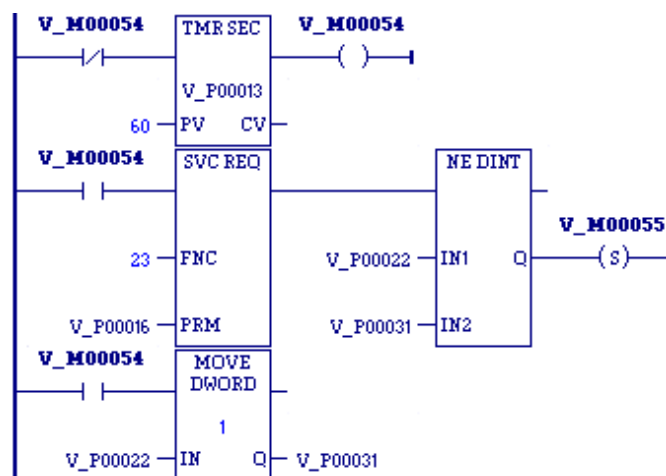 V_M00054 TMR SEC V_M00054
V_P00013
60 PV CV
V_M00054 SVC REQ NE DINT
V_M00055
23 FNC V_P00022 IN1 Q (S)
V_P00016 PRM V_P00031 IN2
V_M00054 MOVE
DWORD
1
V_P00022 IN Q V_P00031